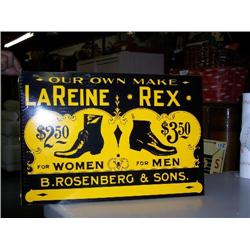 · OUR OWN MAKE ·
LAREINE · REX ·
$2.50 $3.50
FOR WOMEN FOR MEN
B. ROSENBERG & SONS.